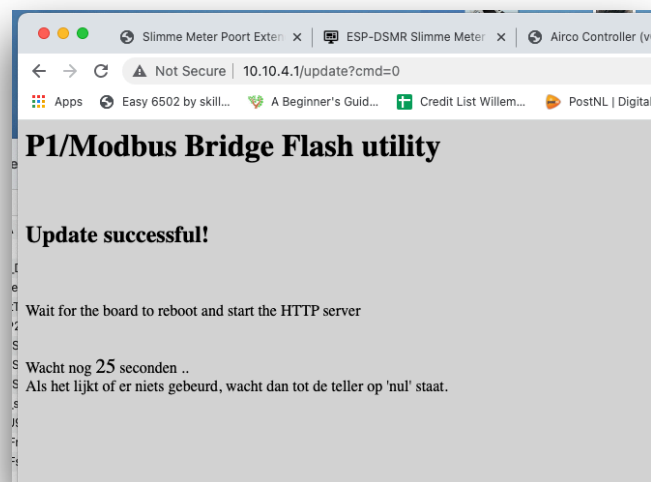 Slimme Meter Poort Exten
ESP-DSMR Slimme Meter
Airco Controller (v
Not Secure | 10.10.4.1/update?cmd=0
Apps
Easy 6502 by skill...
A Beginner's Guid...
Credit List Willem...
PostNL | Digital
P1/Modbus Bridge Flash utility
Update successful!
Wait for the board to reboot and start the HTTP server
Wacht nog 25 seconden ..
Als het lijkt of er niets gebeurd, wacht dan tot de teller op 'nul' staat.